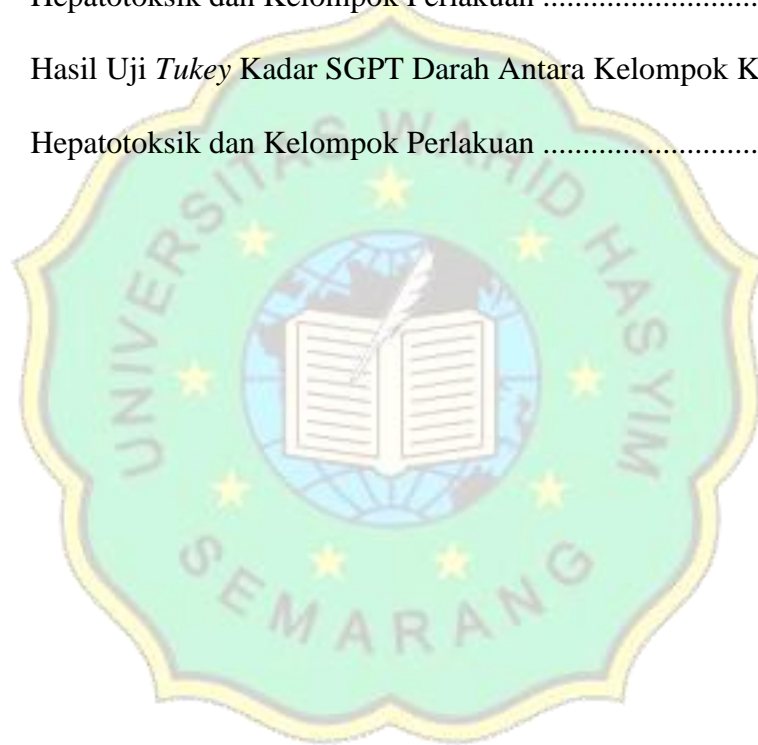 Hepatotoksik dan Kelompok Perlakuan .................................
Hasil Uji Tukey Kadar SGPT Darah Antara Kelompok K
Hepatotoksik dan Kelompok Perlakuan .................................
UNIVERSITAS WAHID HASYIM
SEMARANG